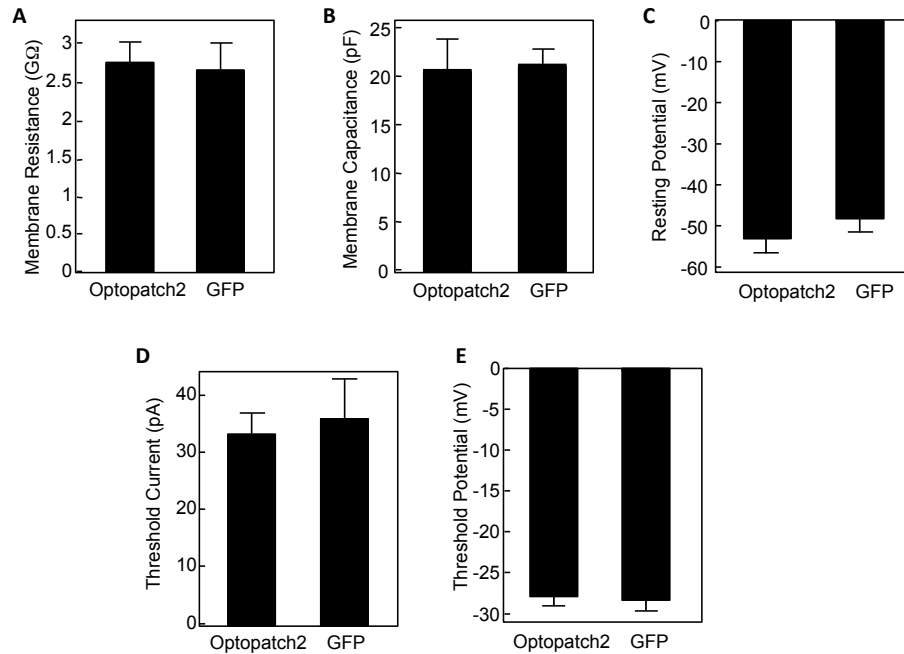 A
Membrane Resistance (GΩ)
3
2.5
2
1.5
1
0.5
0
Optopatch2 GFP
B
Membrane Capacitance (pF)
25
20
15
10
5
0
Optopatch2 GFP
C
Resting Potential (mV)
0
-10
-20
-30
-40
-50
-60
Optopatch2 GFP
D
Threshold Current (pA)
40
30
20
10
0
Optopatch2 GFP
E
Threshold Potential (mV)
0
-5
-10
-15
-20
-25
-30
Optopatch2 GFP